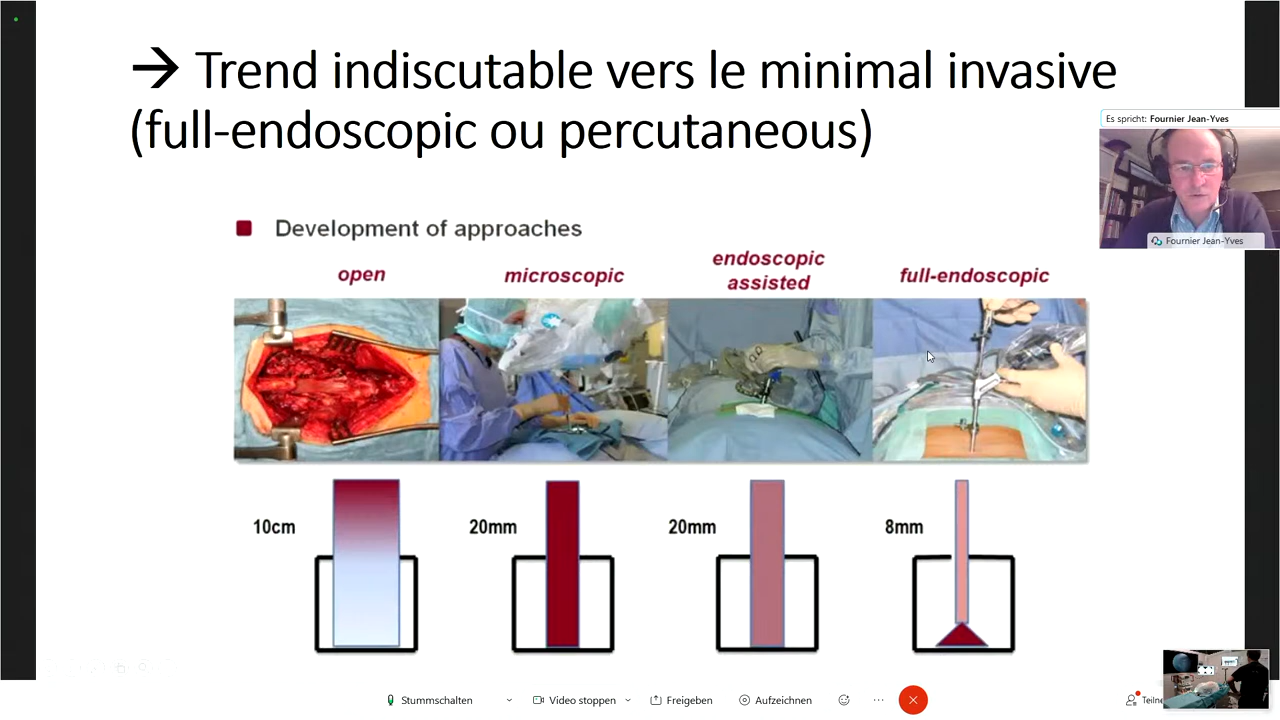 → Trend indiscutable vers le minimal invasive
(full-endoscopic ou percutaneous)
Es spricht: Fournier Jean-Yves
Fournier Jean-Yves
Development of approaches
open
microscopic
endoscopic
assisted
full-endoscopic
10cm
20mm
20mm
8mm
Stummschalten
Video stoppen
Freigeben
Aufzeichnen